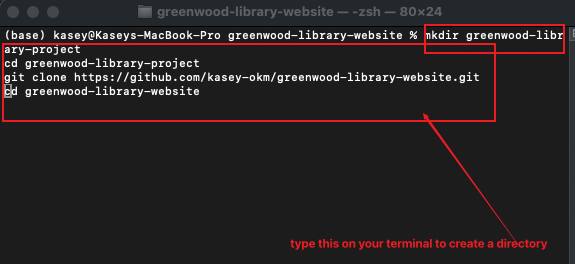 greenwood-library-website — -zsh — 80×24
(base) kasey@Kaseys-MacBook-Pro greenwood-library-website % mkdir greenwood-libr
ary-project
cd greenwood-library-project
git clone https://github.com/kasey-okm/greenwood-library-website.git
cd greenwood-library-website
type this on your terminal to create a directory